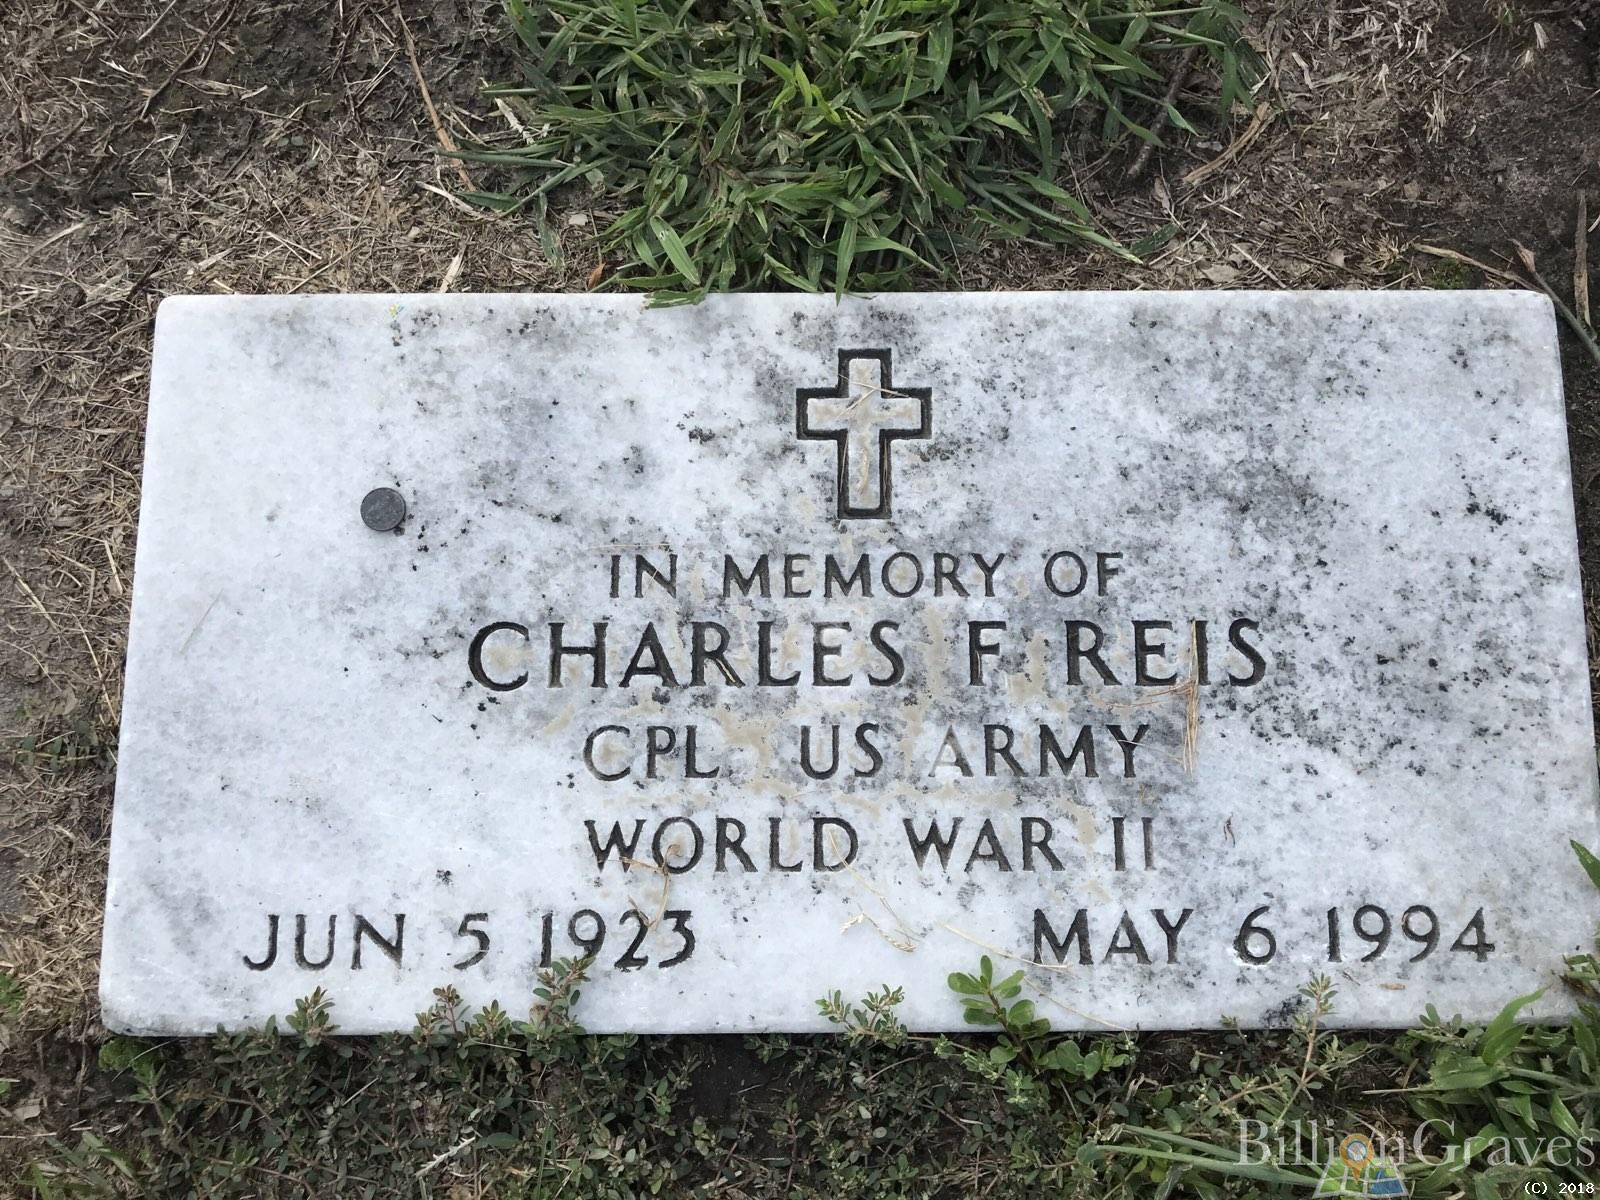 IN MEMORY OF
CHARLES F REIS
CPL US ARMY
WORLD WAR II
JUN 5 1923 MAY 6 1994
BillionGraves
(C) 2018